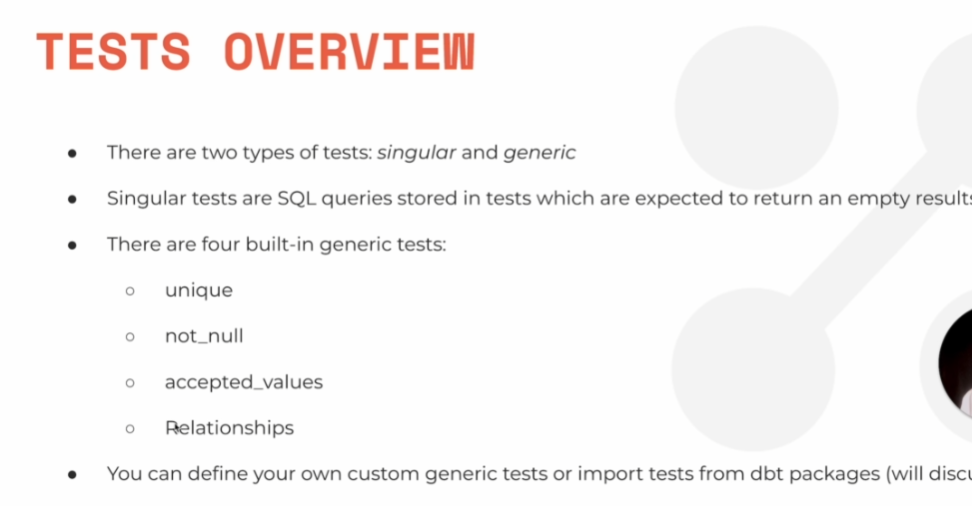 TESTS OVERVIEW
● There are two types of tests: singular and generic
● Singular tests are SQL queries stored in tests which are expected to return an empty results
● There are four built-in generic tests:
○ unique
○ not_null
○ accepted_values
○ Relationships
● You can define your own custom generic tests or import tests from dbt packages (will